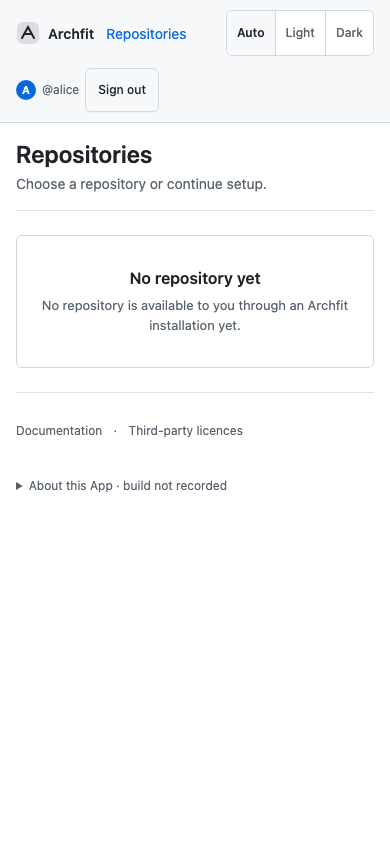 Archfit Repositories Auto Light Dark
A @alice Sign out
Repositories
Choose a repository or continue setup.
No repository yet
No repository is available to you through an Archfit
installation yet.
Documentation · Third-party licences
About this App · build not recorded